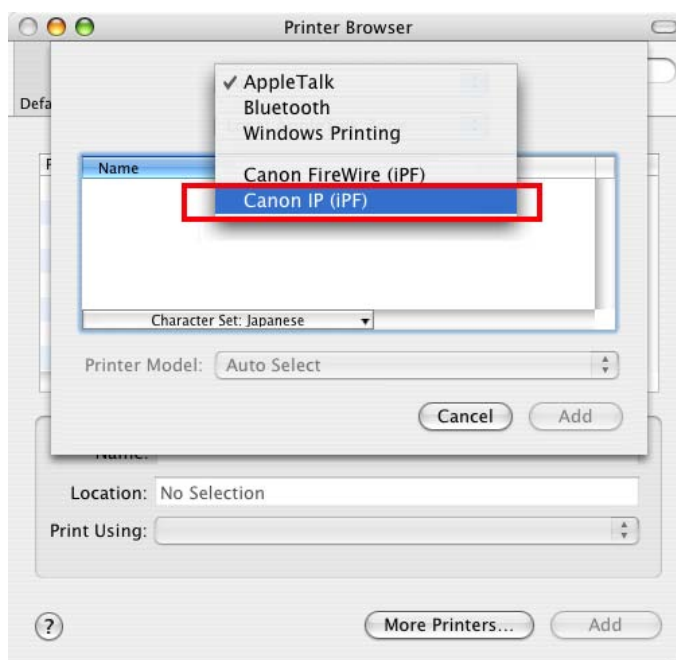 Printer Browser
✓ AppleTalk
Defa
Bluetooth
Windows Printing
Name
Canon FireWire (iPF)
Canon IP (iPF)
Character Set: Japanese
Printer Model: Auto Select
Cancel Add
Name:
Location: No Selection
Print Using:
? More Printers... Add